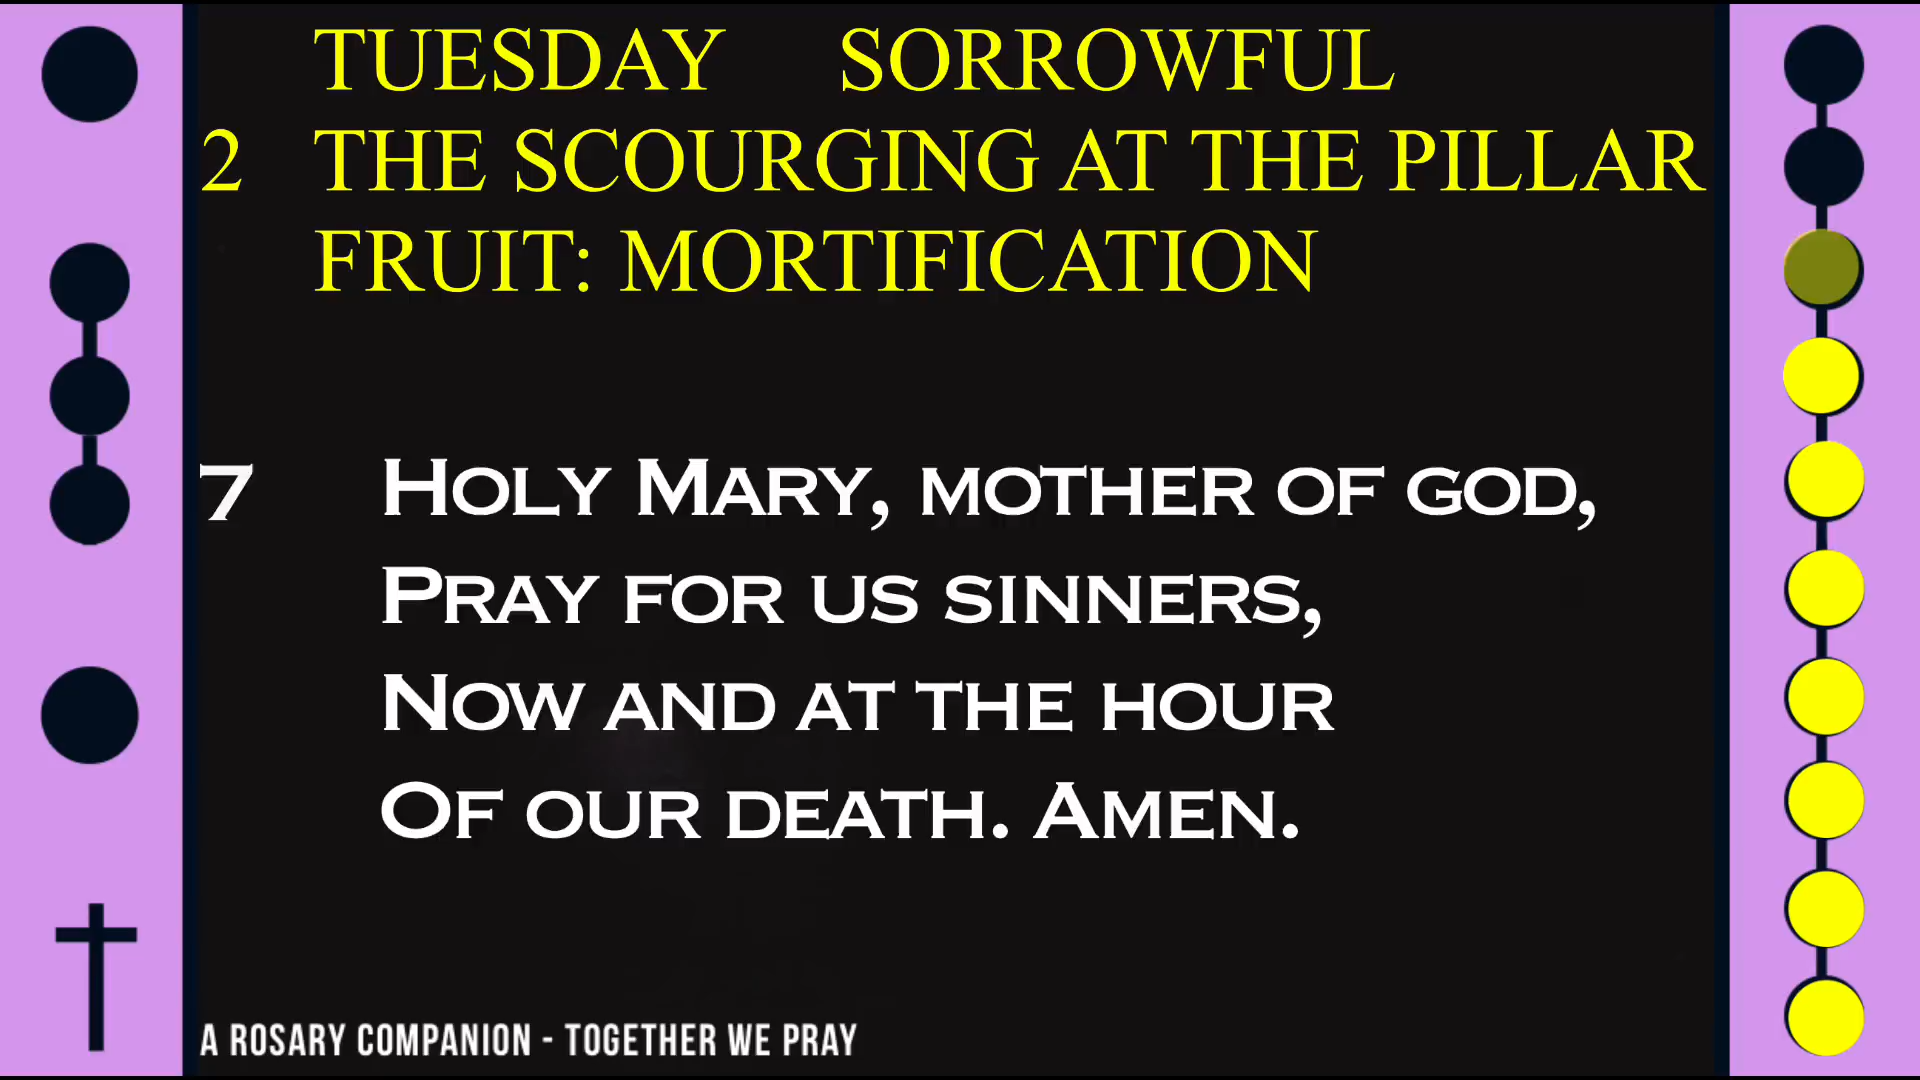 TUESDAY SORROWFUL
2 THE SCOURGING AT THE PILLAR
FRUIT: MORTIFICATION
7 HOLY MARY, MOTHER OF GOD,
PRAY FOR US SINNERS,
NOW AND AT THE HOUR
OF OUR DEATH. AMEN.
A ROSARY COMPANION - TOGETHER WE PRAY